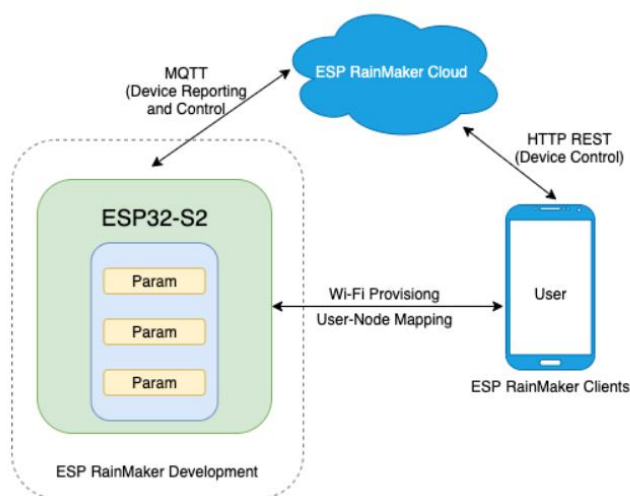 ESP RainMaker Cloud
MQTT
(Device Reporting
and Control
HTTP REST
(Device Control)
ESP32-S2
Param
Param
Param
Wi-Fi Provisiong
User-Node Mapping
User
ESP RainMaker Clients
ESP RainMaker Development